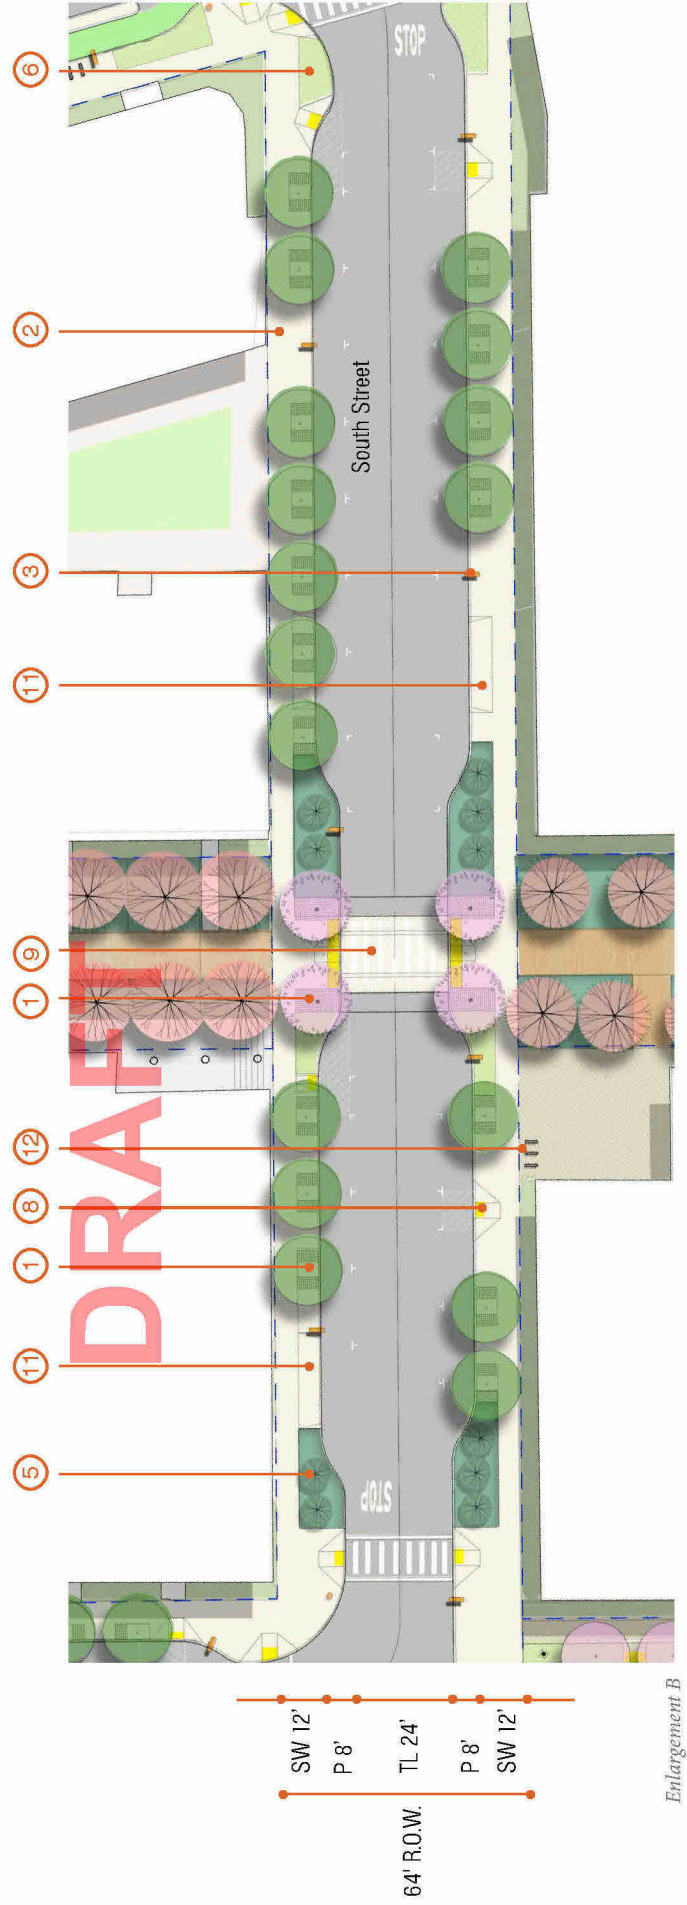 6
2
3
11
9
1
12
8
1
11
5
STOP
South Street
DRAFT
STOP
SW 12'
P 8'
TL 24'
P 8'
SW 12'
64' R.O.W.
Enlargement B